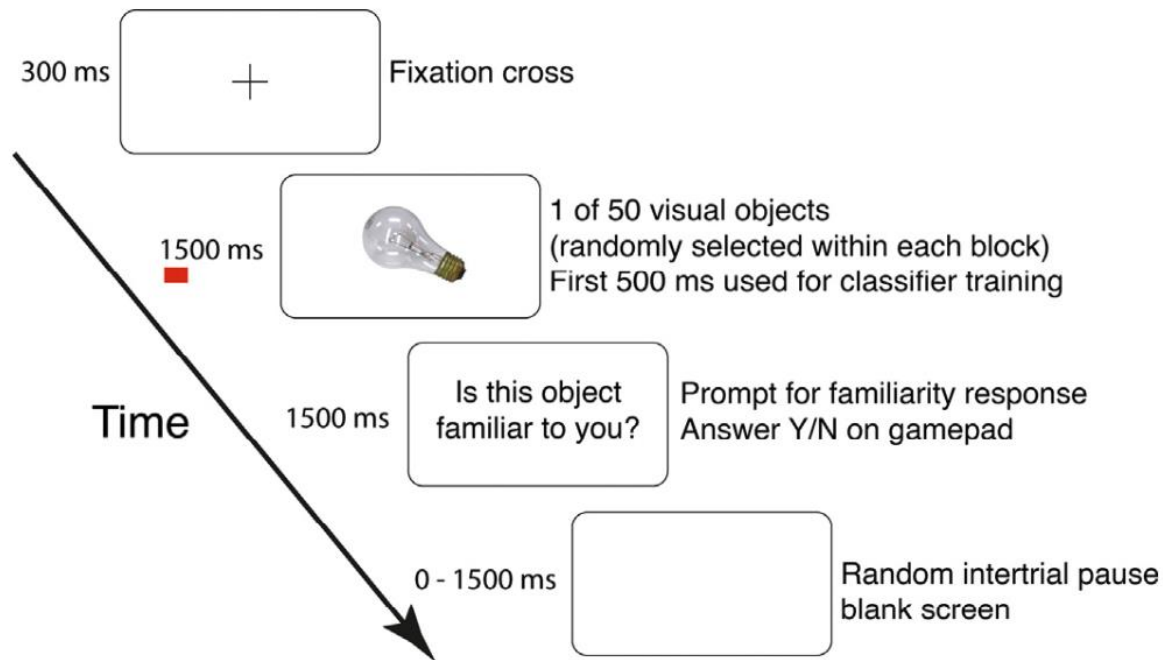 300 ms
Fixation cross
1500 ms
1 of 50 visual objects
(randomly selected within each block)
First 500 ms used for classifier training
Time
1500 ms
Is this object
familiar to you?
Prompt for familiarity response
Answer Y/N on gamepad
0 - 1500 ms
Random intertrial pause
blank screen